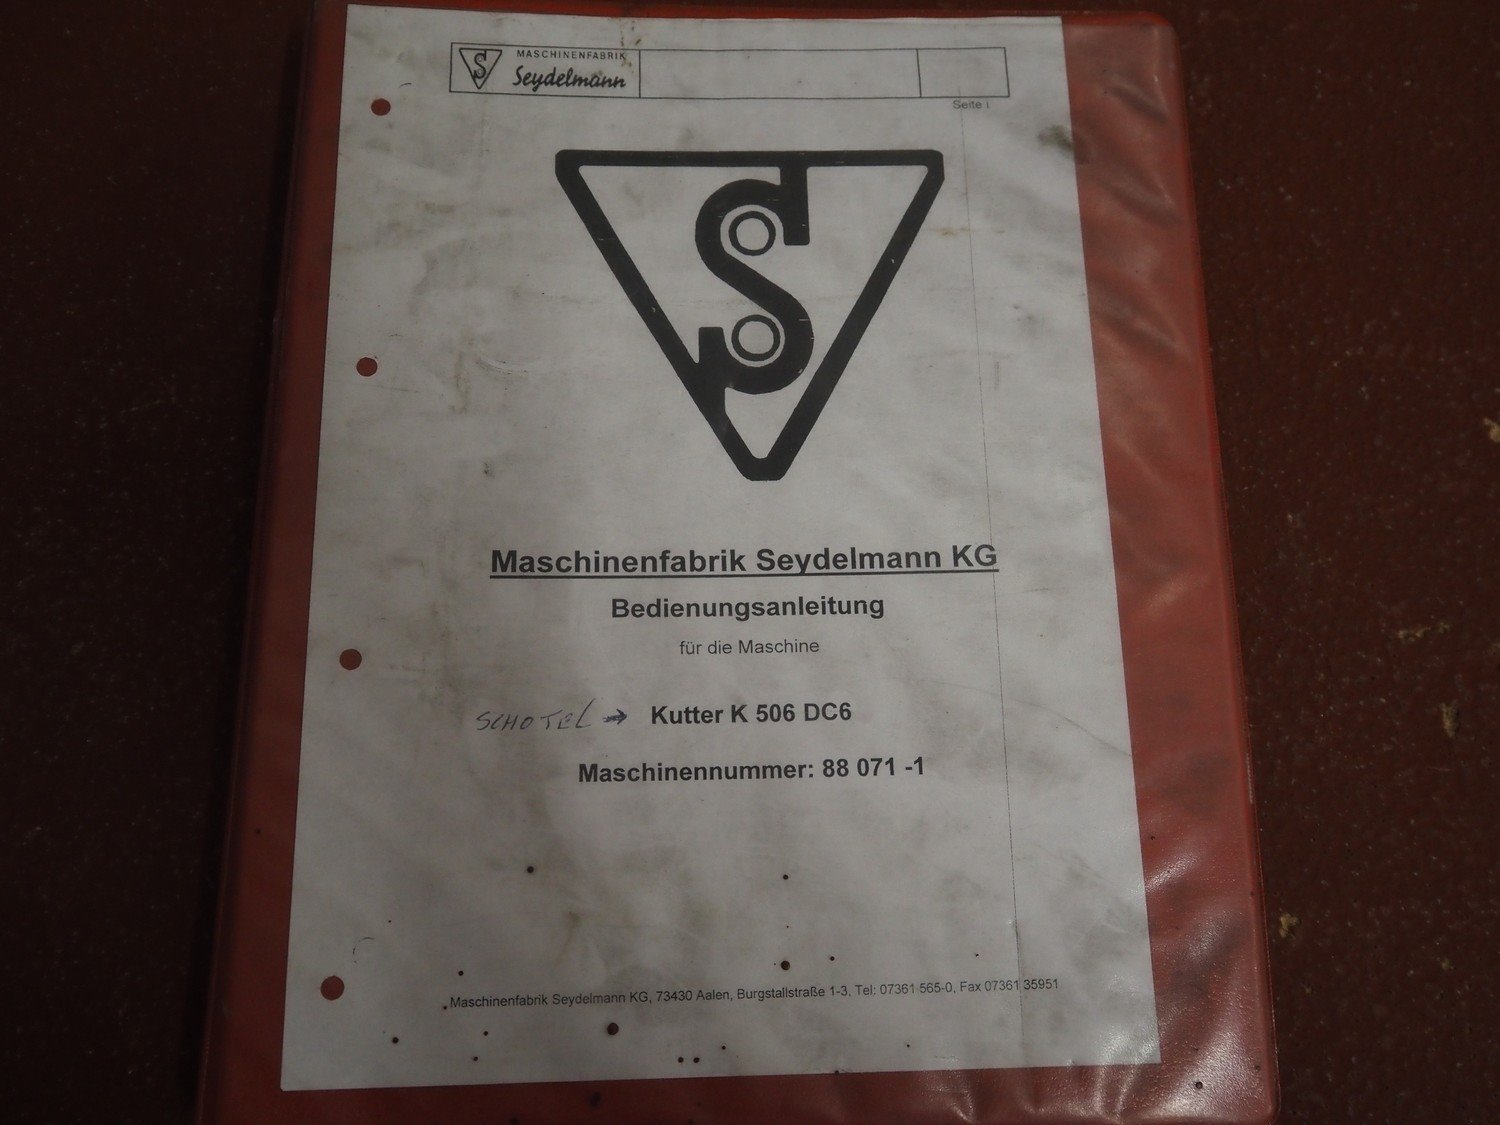 MASCHINENFABRIK
Seydelmann
Seite I
S
Maschinenfabrik Seydelmann KG
Bedienungsanleitung
für die Maschine
SCHOTEL → Kutter K 506 DC6
Maschinennummer: 88 071 -1
Maschinenfabrik Seydelmann KG, 73430 Aalen, Burgstallstraße 1-3, Tel: 07361 565-0, Fax 07361 35951